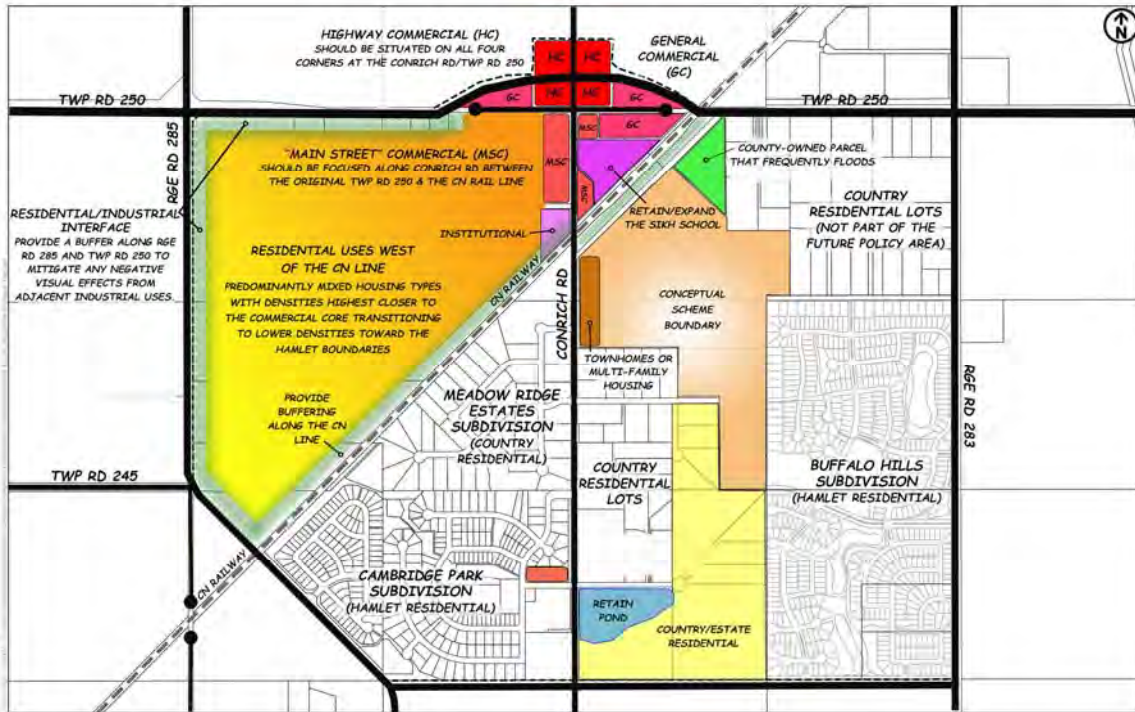 HIGHWAY COMMERCIAL (HC)
SHOULD BE SITUATED ON ALL FOUR
CORNERS AT THE CONRICH RD/TWP RD 250
GENERAL
COMMERCIAL
(GC)
N
HC
HC
HC
HC
GC
GC
TWP RD 250
TWP RD 250
RGE RD 285
MSC
GC
MSC
MSC
"MAIN STREET" COMMERCIAL (MSC)
SHOULD BE FOCUSED ALONG CONRICH RD BETWEEN
THE ORIGINAL TWP RD 250 & THE CN RAIL LINE
COUNTY-OWNED PARCEL
THAT FREQUENTLY FLOODS
RESIDENTIAL/INDUSTRIAL
INTERFACE
PROVIDE A BUFFER ALONG RGE
RD 285 AND TWP RD 250 TO
MITIGATE ANY NEGATIVE
VISUAL EFFECTS FROM
ADJACENT INDUSTRIAL USES.
COUNTRY
RESIDENTIAL LOTS
(NOT PART OF THE
FUTURE POLICY AREA)
RETAIN/EXPAND
THE SIKH SCHOOL
INSTITUTIONAL
RESIDENTIAL USES WEST
OF THE CN LINE
PREDOMINANTLY MIXED HOUSING TYPES
WITH DENSITIES HIGHEST CLOSER TO
THE COMMERCIAL CORE TRANSITIONING
TO LOWER DENSITIES TOWARD THE
HAMLET BOUNDARIES
CN RAILWAY
CONRICH RD
CONCEPTUAL
SCHEME
BOUNDARY
TOWNHOMES OR
MULTI-FAMILY
HOUSING
PROVIDE
BUFFERING
ALONG THE CN
LINE
MEADOW RIDGE
ESTATES
SUBDIVISION
(COUNTRY
RESIDENTIAL)
RGE RD 283
TWP RD 245
COUNTRY
RESIDENTIAL
LOTS
BUFFALO HILLS
SUBDIVISION
(HAMLET RESIDENTIAL)
CN RAILWAY
CAMBRIDGE PARK
SUBDIVISION
(HAMLET RESIDENTIAL)
RETAIN
POND
COUNTRY/ESTATE
RESIDENTIAL